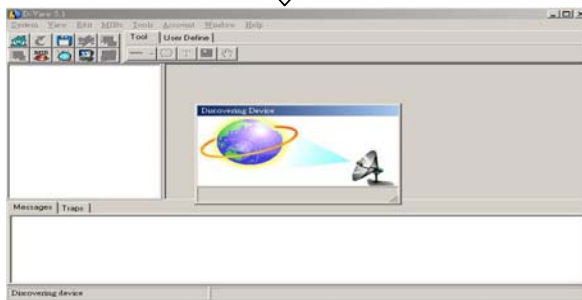 D-View 5.1
System View Edit MIBs Tools Account Window Help
Tool User Define
MIB
T
Discovering Device
Messages Traps
Discovering device